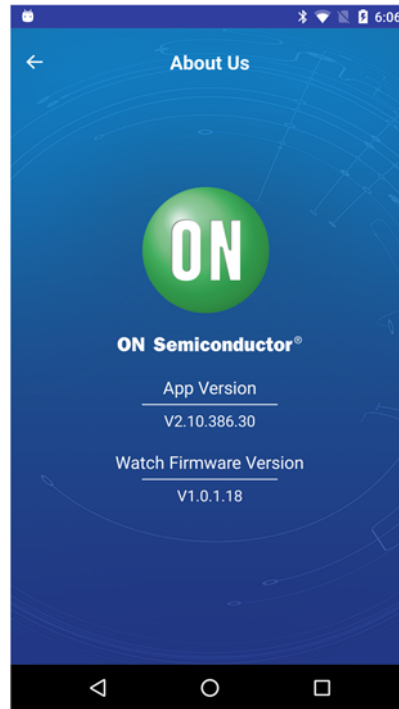 6:06
About Us
ON
ON Semiconductor®
App Version
V2.10.386.30
Watch Firmware Version
V1.0.1.18